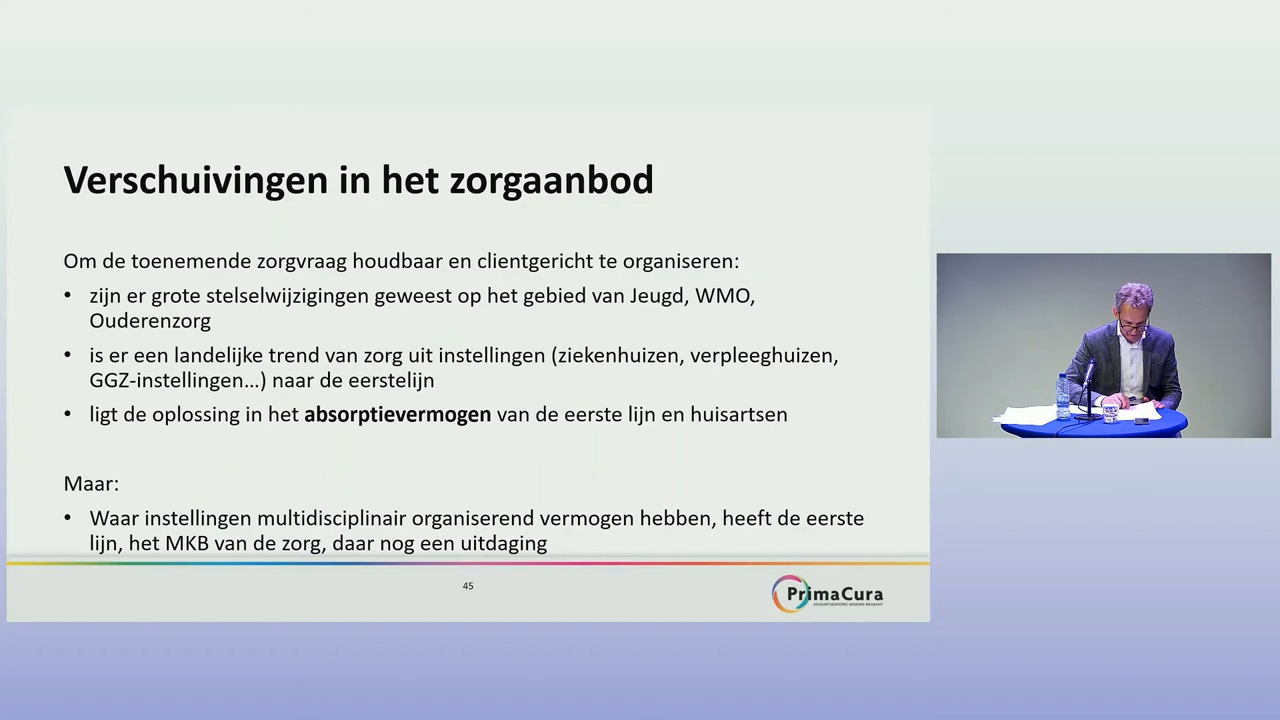 Verschuivingen in het zorgaanbod
Om de toenemende zorgvraag houdbaar en clientgericht te organiseren:
• zijn er grote stelselwijzigingen geweest op het gebied van Jeugd, WMO,
Ouderenzorg
• is er een landelijke trend van zorg uit instellingen (ziekenhuizen, verpleeghuizen,
GGZ-instellingen...) naar de eerstelijn
• ligt de oplossing in het absorptievermogen van de eerste lijn en huisartsen
Maar:
• Waar instellingen multidisciplinair organiserend vermogen hebben, heeft de eerste
lijn, het MKB van de zorg, daar nog een uitdaging
45
PrimaCura
HUISARTSENZORG MIDDEN-BRABANT